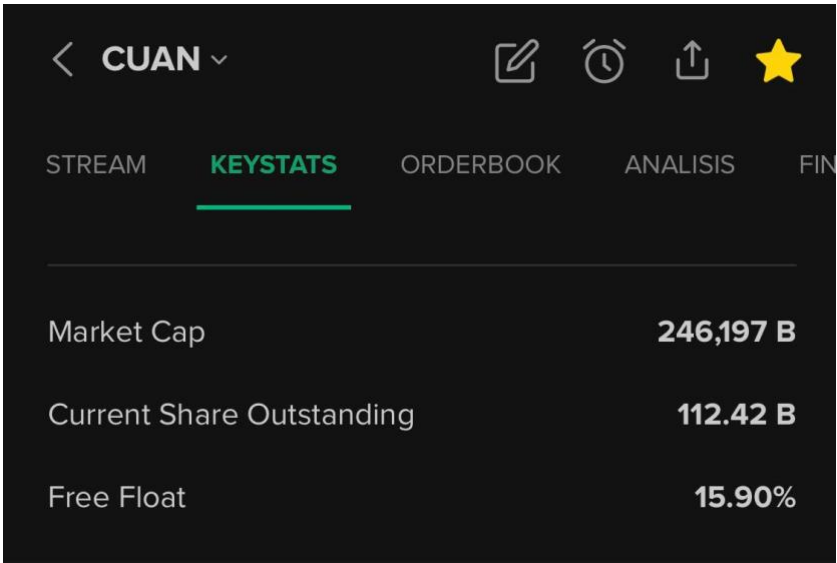 CUAN
STREAM KEYSTATS ORDERBOOK ANALISIS FIN
Market Cap 246,197 B
Current Share Outstanding 112.42 B
Free Float 15.90%